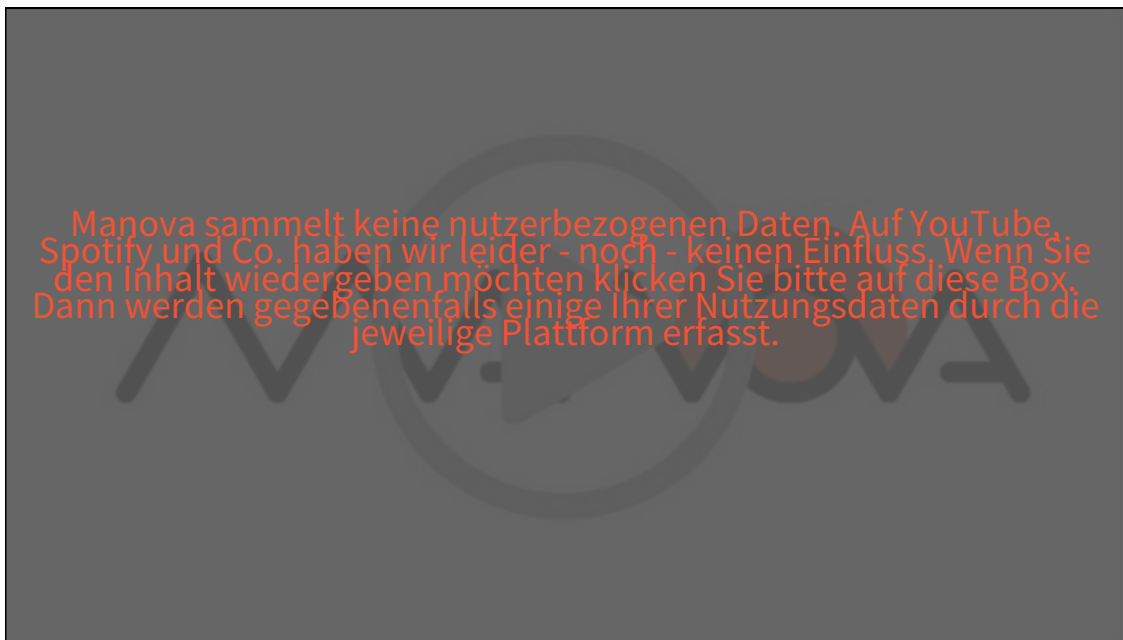 Manova sammelt keine nutzerbezogenen Daten. Auf YouTube,
Spotify und Co. haben wir leider - noch - keinen Einfluss. Wenn Sie
den Inhalt wiedergeben möchten klicken Sie bitte auf diese Box.
Dann werden gegebenenfalls einige Ihrer Nutzungsdaten durch die
jeweilige Plattform erfasst.
MANOVA